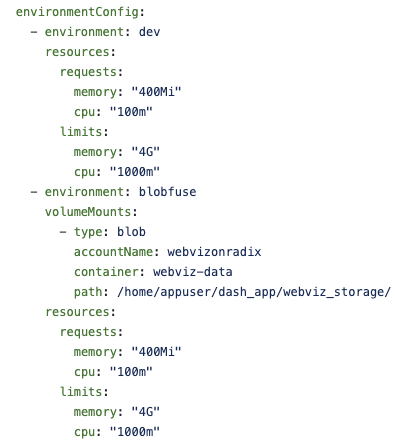 environmentConfig:
  - environment: dev
    resources:
      requests:
        memory: "400Mi"
        cpu: "100m"
      limits:
        memory: "4G"
        cpu: "1000m"
  - environment: blobfuse
    volumeMounts:
      - type: blob
        accountName: webvizonradix
        container: webviz-data
        path: /home/appuser/dash_app/webviz_storage/
    resources:
      requests:
        memory: "400Mi"
        cpu: "100m"
      limits:
        memory: "4G"
        cpu: "1000m"